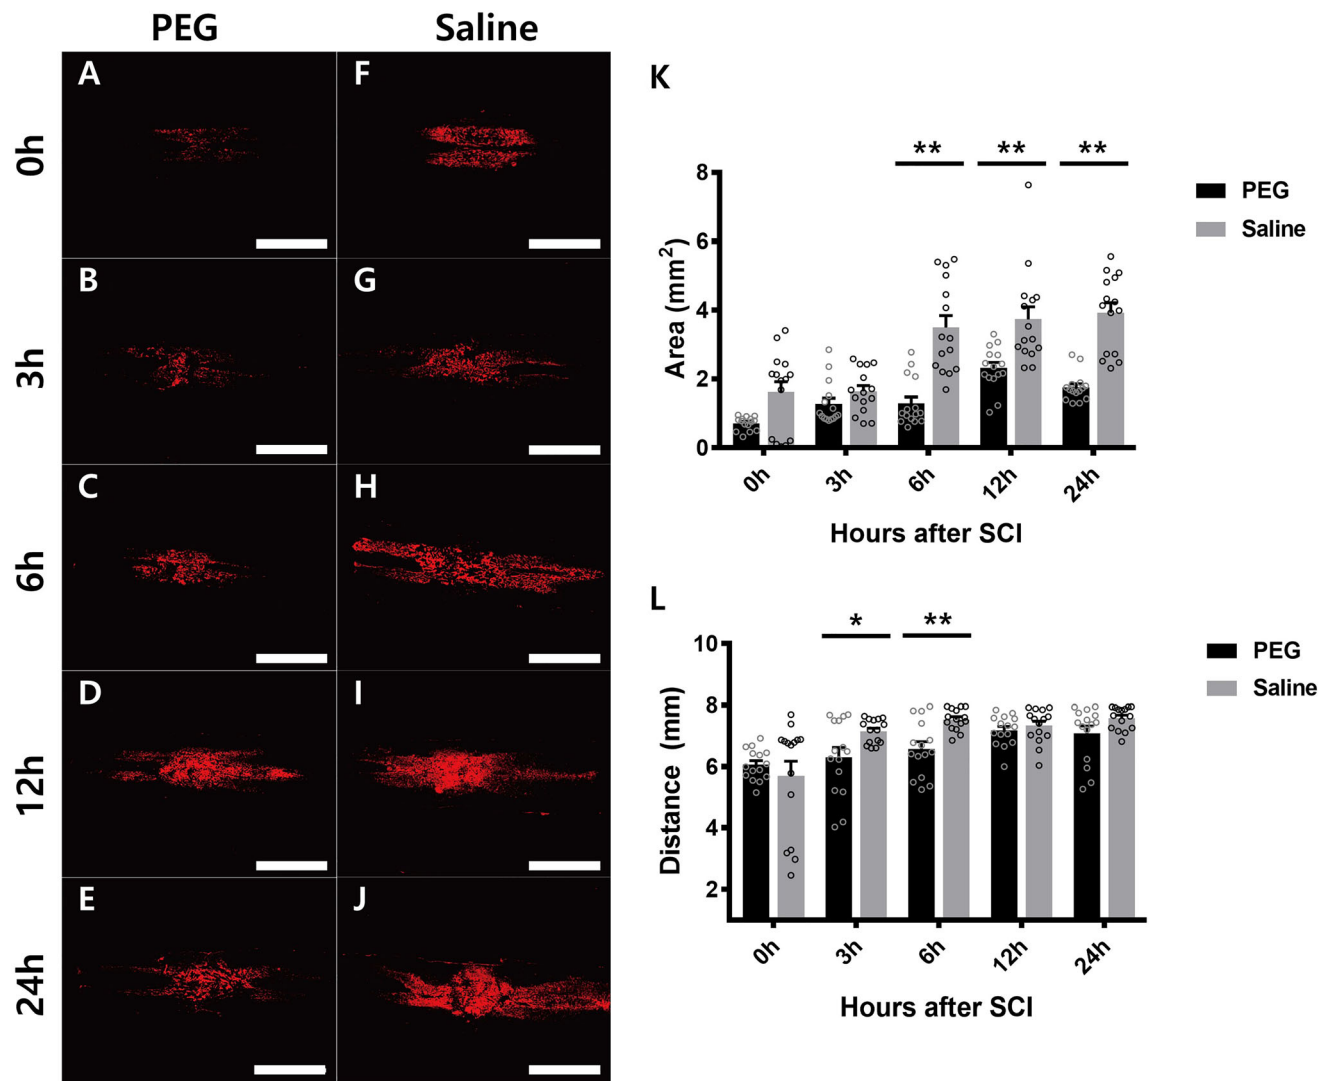 PEG Saline
0h A F
3h B G
6h C H
12h D I
24h E J
K
** ** **
8
6
4
2
0
Area (mm²)
0h 3h 6h 12h 24h
Hours after SCI
PEG
Saline
L
* **
10
8
6
4
2
Distance (mm)
0h 3h 6h 12h 24h
Hours after SCI
PEG
Saline